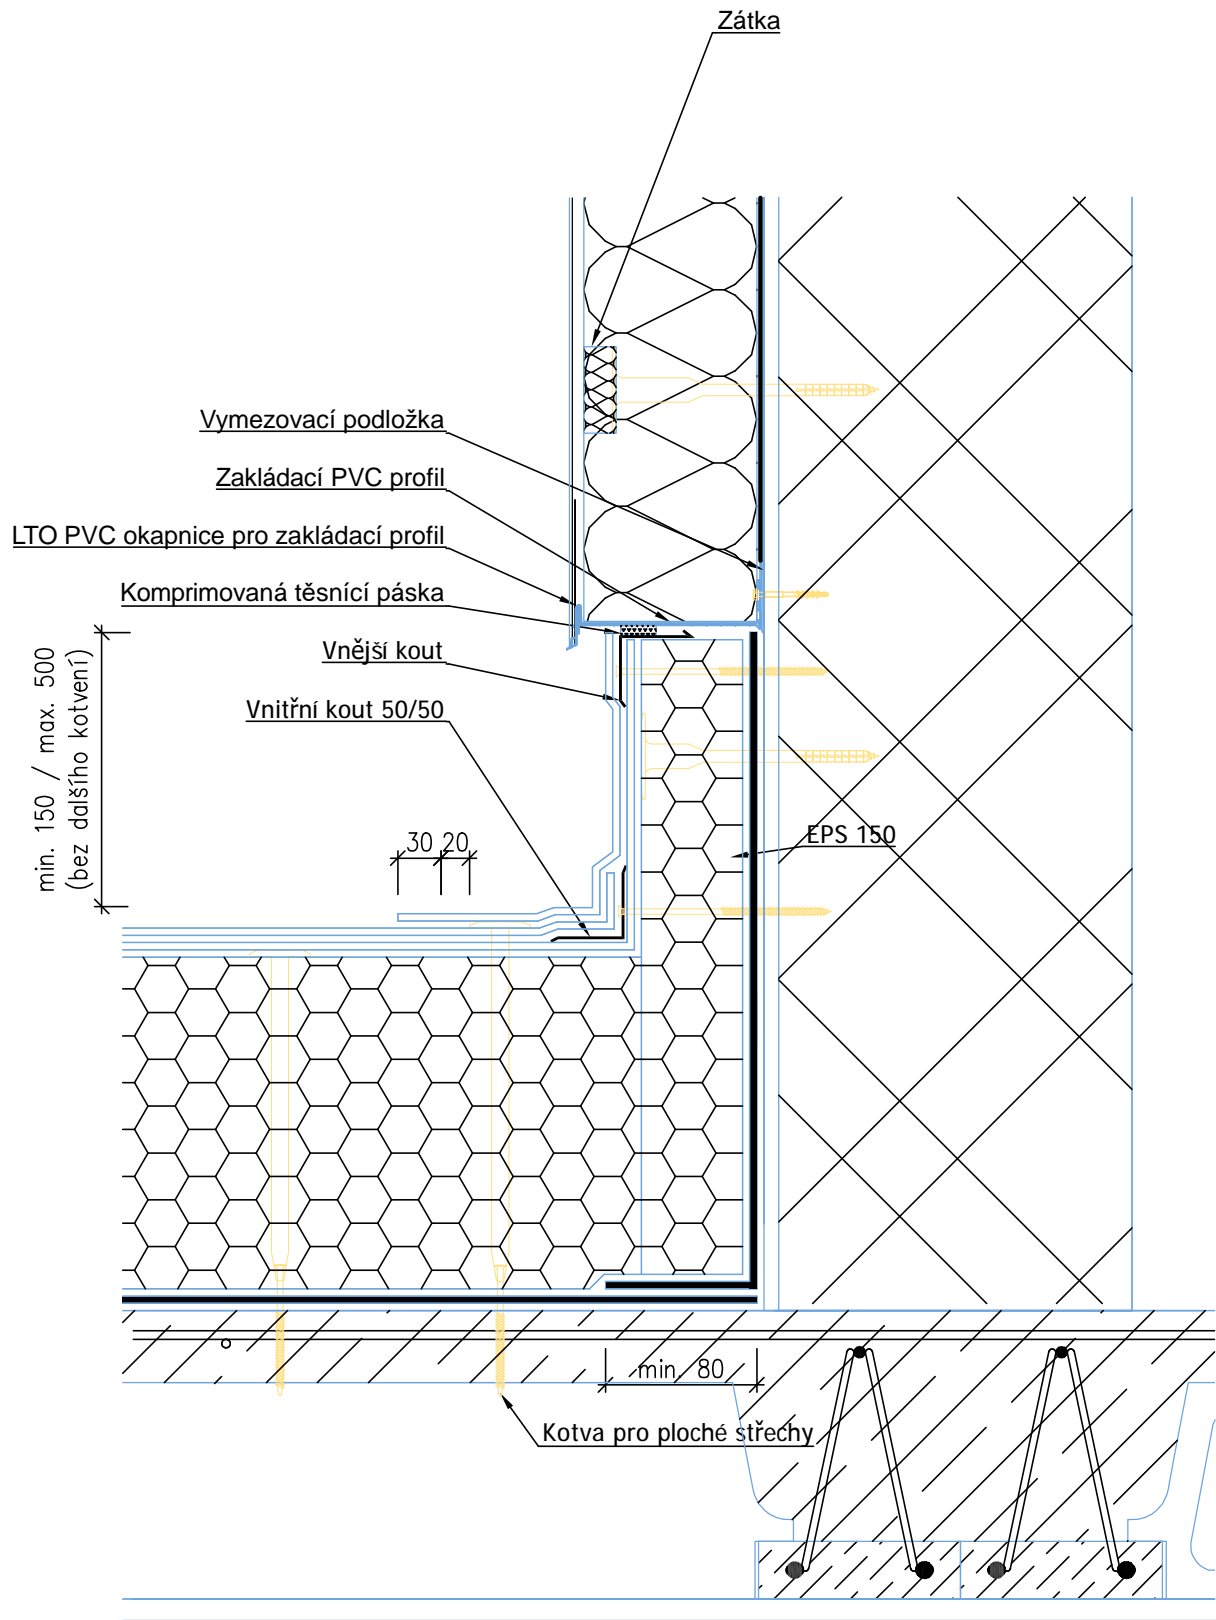 Zátka
Vymezovací podložka
Zakládací PVC profil
LTO PVC okapnice pro zakládací profil
Komprimovaná těsnící páska
Vnější kout
Vnitřní kout 50/50
min. 150 / max. 500
(bez dalšího kotvení)
30 20
EPS 150
min. 80
Kotva pro ploché střechy